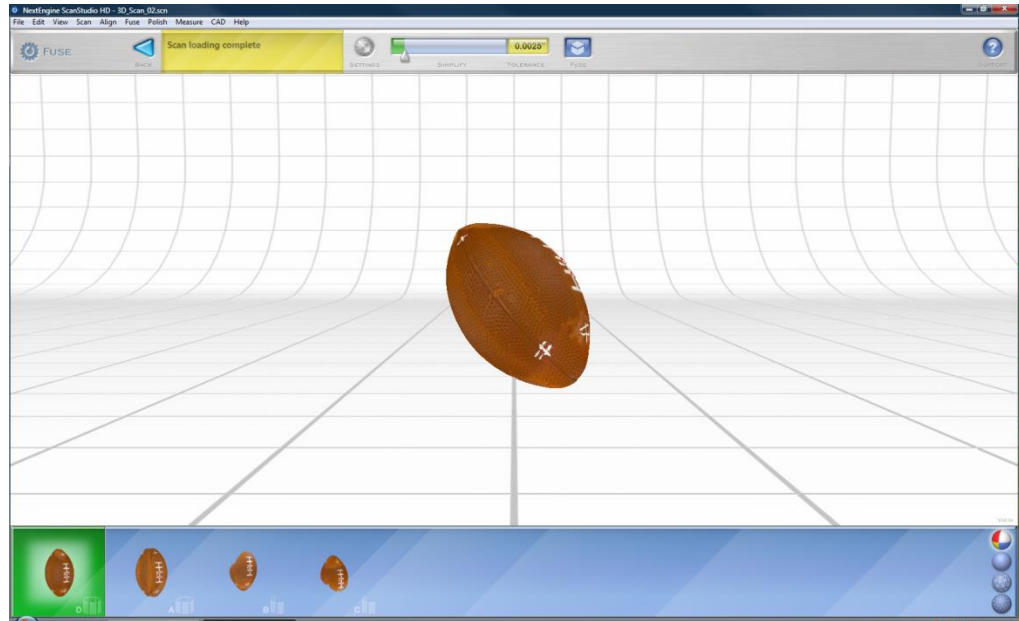 NextEngine ScanStudio HD - 3D_Scan_02.scn
File Edit View Scan Align Fuse Polish Measure CAD Help
FUSE
BACK
Scan loading complete
SETTINGS
SIMPLIFY
0.0025"
TOLERANCE
FUSE
SUPPORT
VIEW
D
A
B
C